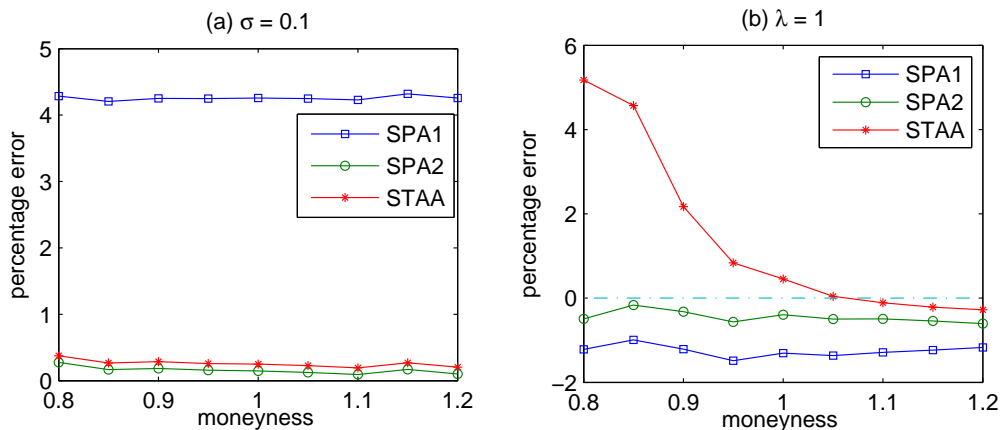 (a) σ = 0.1
5
4
3
2
1
0
percentage error
SPA1
SPA2
STAA
0.8
0.9
1
1.1
1.2
moneyness
(b) λ = 1
6
4
2
0
−2
percentage error
SPA1
SPA2
STAA
0.8
0.9
1.0
1.1
1.2
moneyness